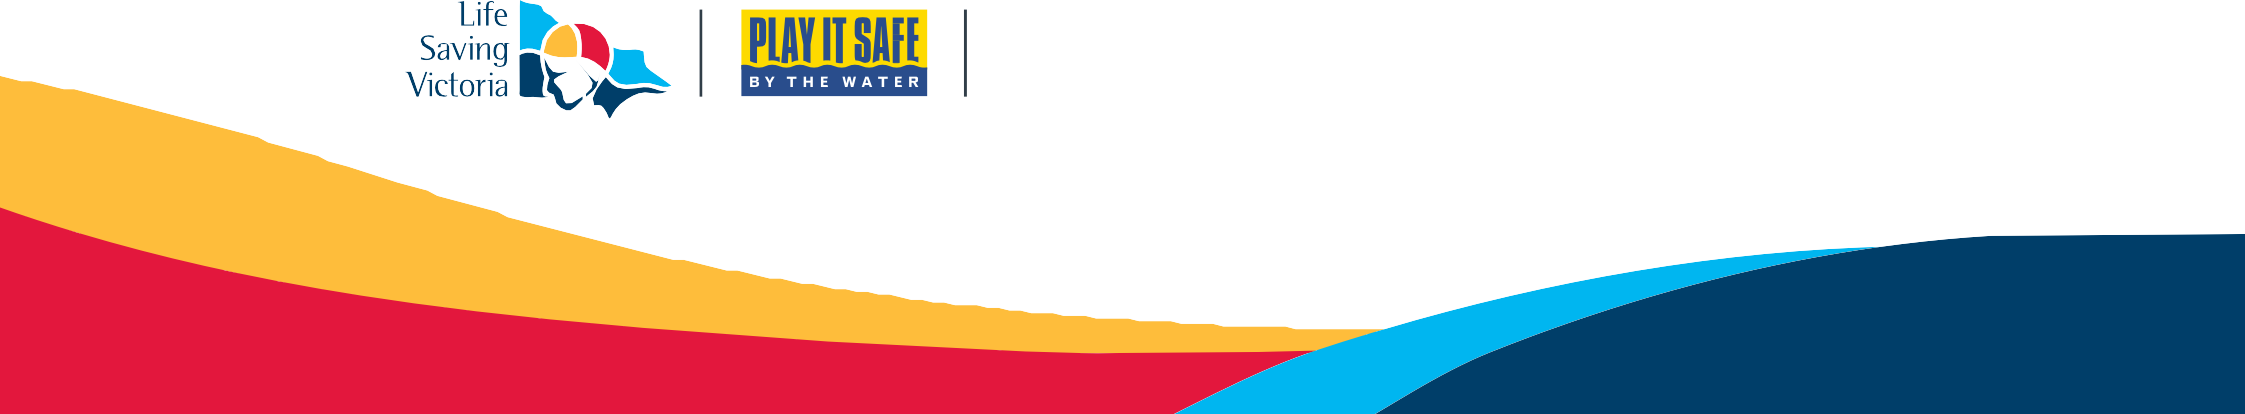 Life
Saving
Victoria
PLAY IT SAFE
BY THE WATER